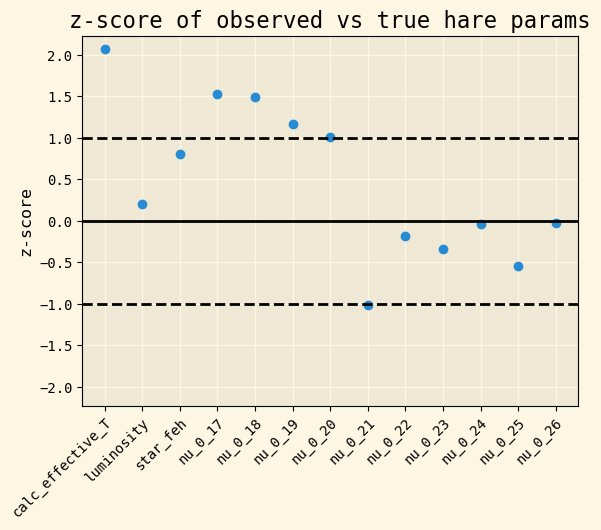 z-score of observed vs true hare params
z-score
2.0
1.5
1.0
0.5
0.0
−0.5
−1.0
−1.5
−2.0
calc_effective_T
luminosity
star_feh
nu_0_17
nu_0_18
nu_0_19
nu_0_20
nu_0_21
nu_0_22
nu_0_23
nu_0_24
nu_0_25
nu_0_26